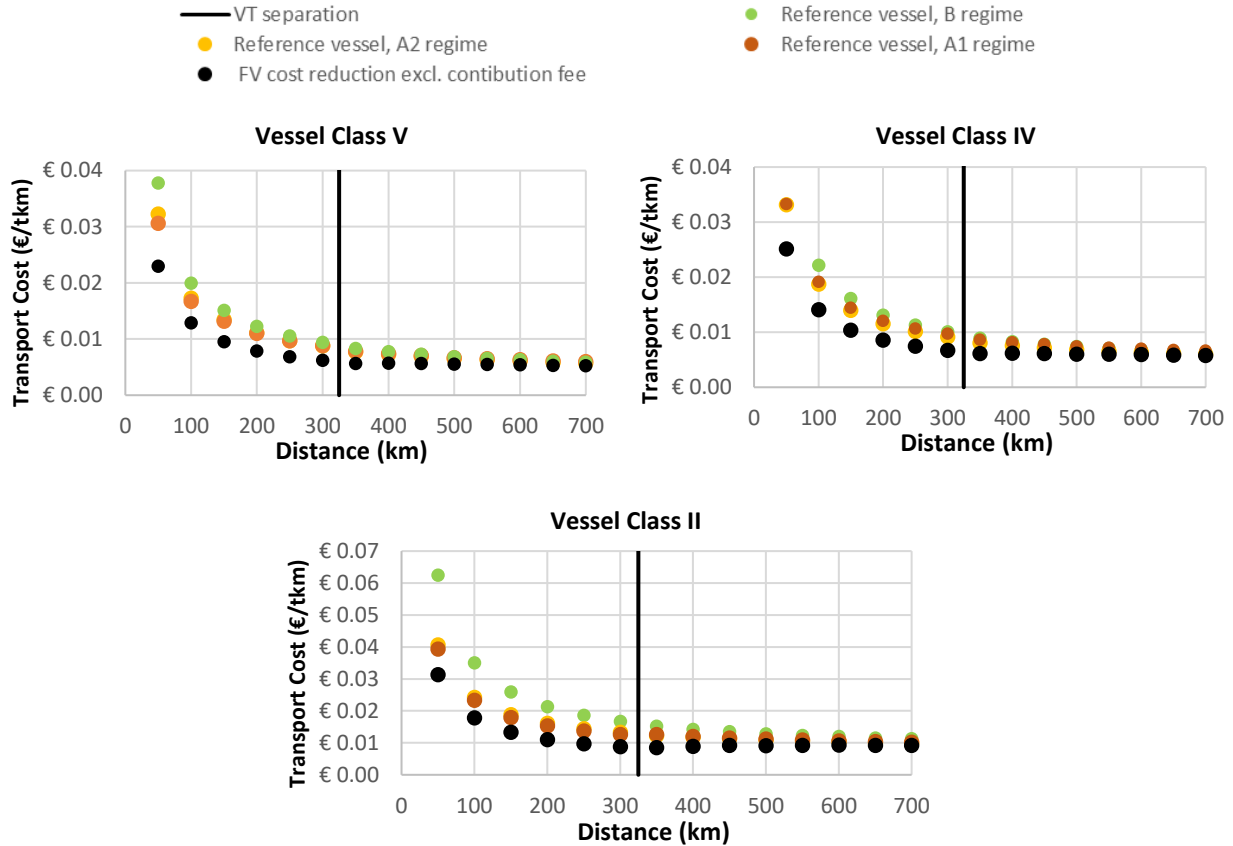 VT separation
Reference vessel, B regime
Reference vessel, A2 regime
Reference vessel, A1 regime
FV cost reduction excl. contibution fee
Vessel Class V
Transport Cost (€/tkm)
€ 0.04
€ 0.03
€ 0.02
€ 0.01
€ 0.00
0 100 200 300 400 500 600 700
Distance (km)
Vessel Class IV
Transport Cost (€/tkm)
€ 0.04
€ 0.03
€ 0.02
€ 0.01
€ 0.00
0 100 200 300 400 500 600 700
Distance (km)
Vessel Class II
Transport Cost (€/tkm)
€ 0.07
€ 0.06
€ 0.05
€ 0.04
€ 0.03
€ 0.02
€ 0.01
€ 0.00
0 100 200 300 400 500 600 700
Distance (km)